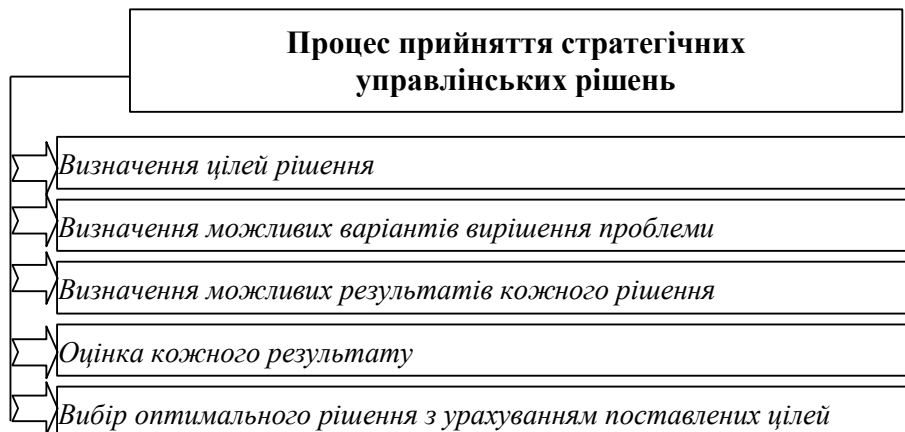 Процес прийняття стратегічних
управлінських рішень
Визначення цілей рішення
Визначення можливих варіантів вирішення проблеми
Визначення можливих результатів кожного рішення
Оцінка кожного результату
Вибір оптимального рішення з урахуванням поставлених цілей